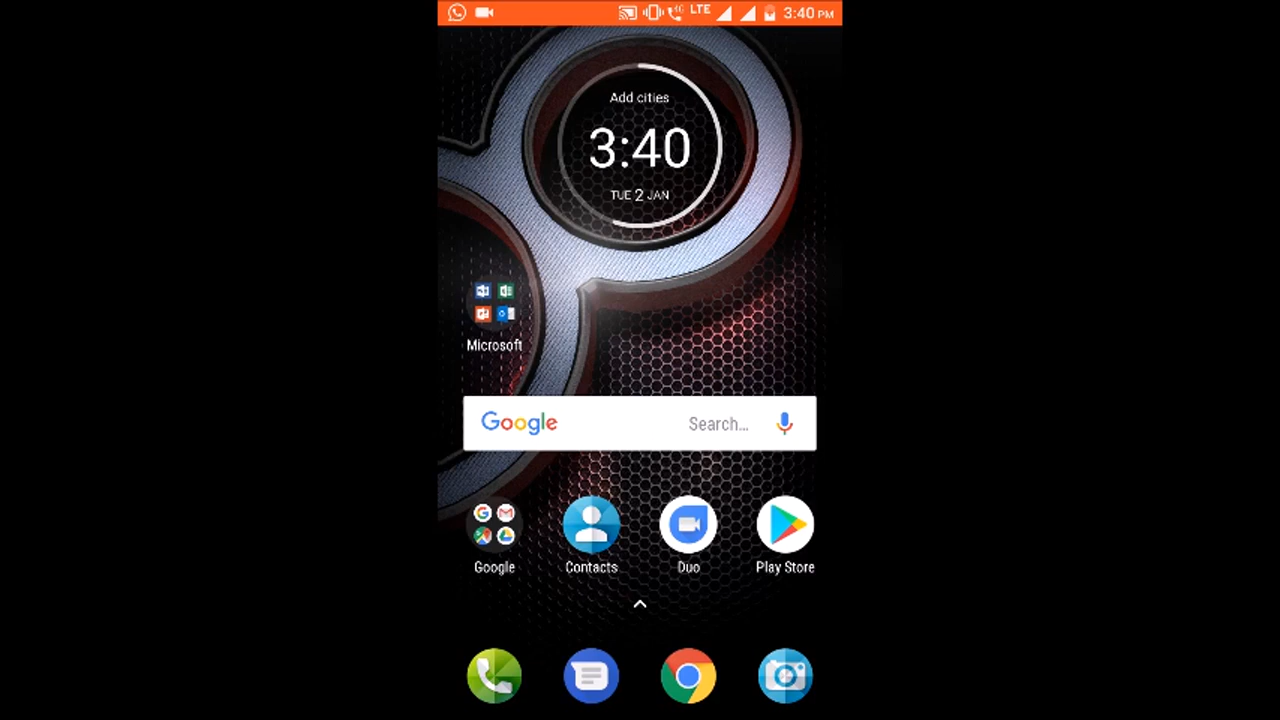 LTE 3:40 PM
Add cities
3:40
TUE 2 JAN
Microsoft
Google Search...
Google Contacts Duo Play Store